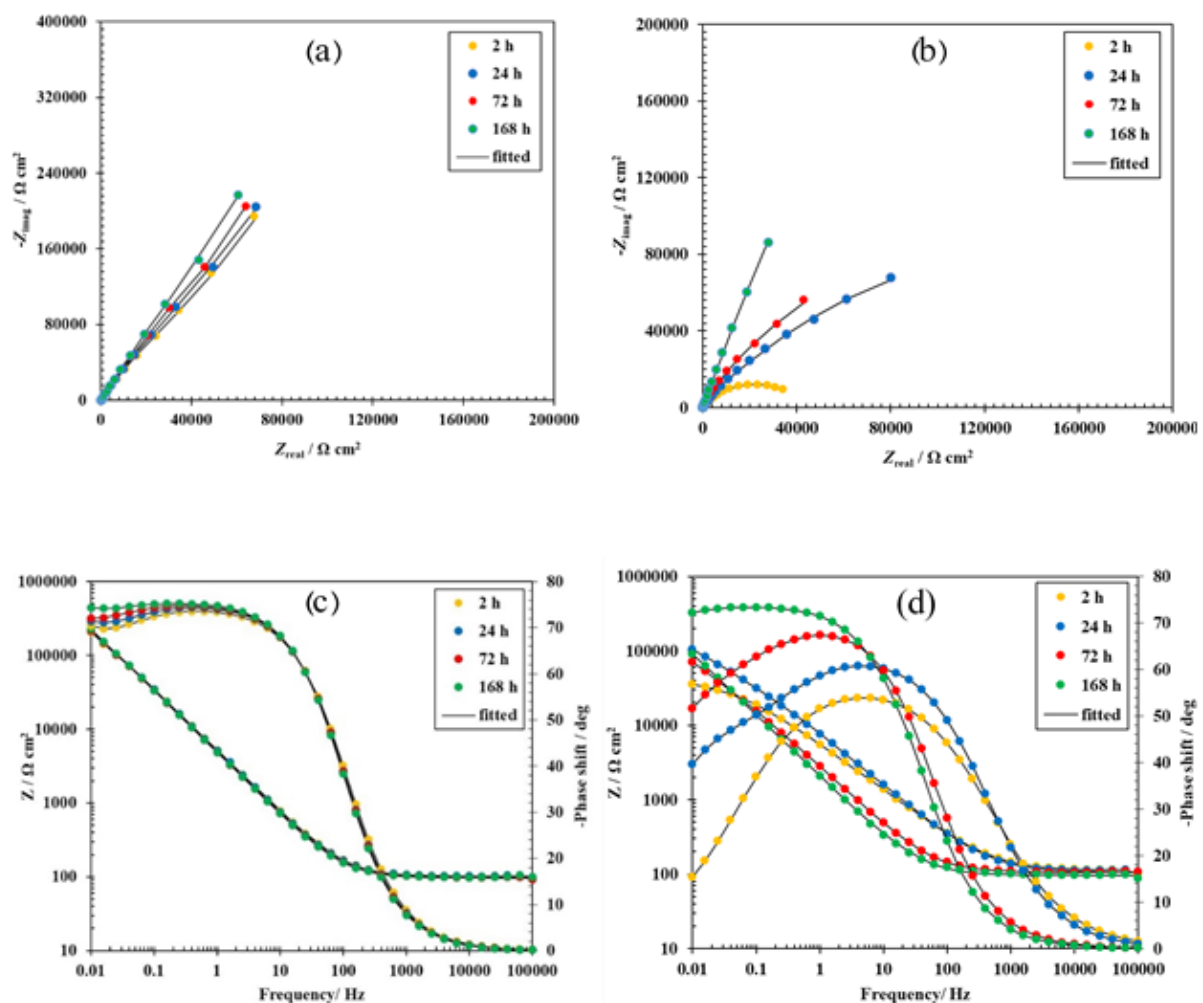 (a)
400000
320000
240000
160000
80000
0
0
40000
80000
120000
160000
200000
-Zimag / Ω cm²
Zreal / Ω cm²
2 h
24 h
72 h
168 h
fitted
(b)
200000
160000
120000
80000
40000
0
0
40000
80000
120000
160000
200000
-Zimag / Ω cm²
Zreal / Ω cm²
2 h
24 h
72 h
168 h
fitted
(c)
1000000
100000
10000
1000
100
10
80
70
60
50
40
30
20
10
0
0.01
0.1
1
10
100
1000
10000
100000
Z / Ω cm²
-Phase shift / deg
Frequency/ Hz
2 h
24 h
72 h
168 h
fitted
(d)
1000000
100000
10000
1000
100
10
80
70
60
50
40
30
20
10
0
0.01
0.1
1
10
100
1000
10000
100000
Z / Ω cm²
-Phase shift / deg
Frequency/ Hz
2 h
24 h
72 h
168 h
fitted